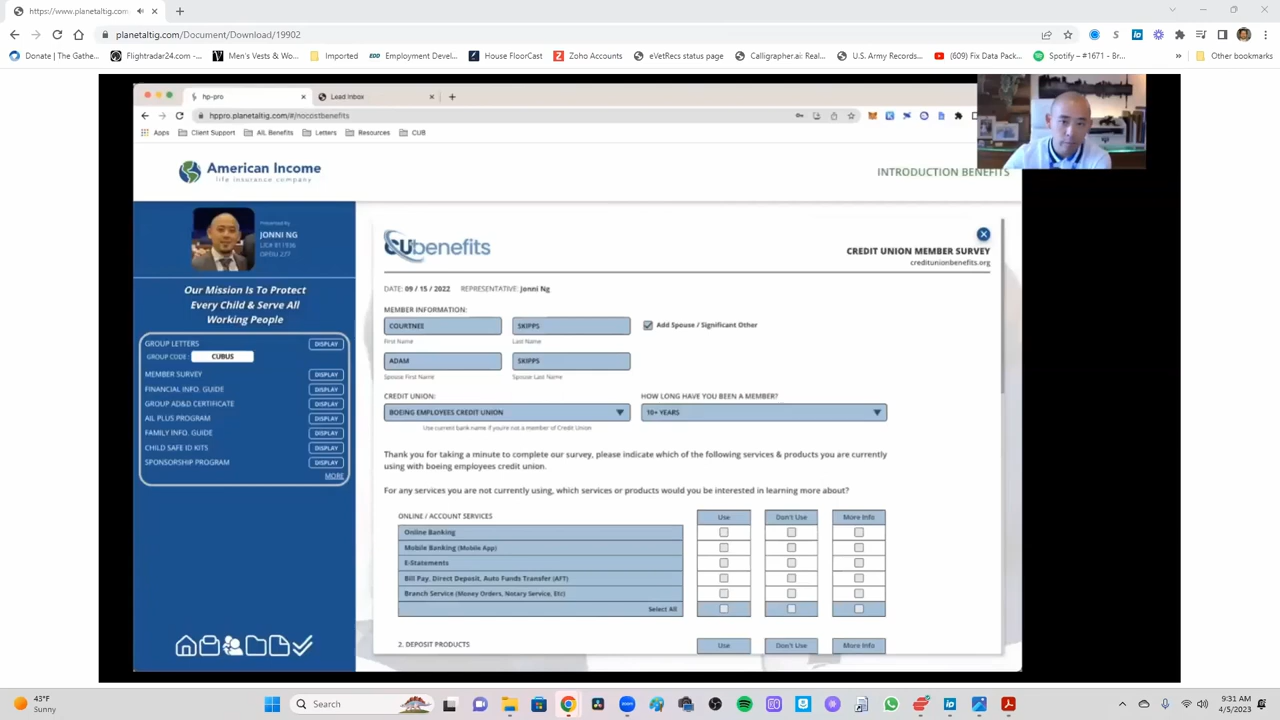 https://www.planetaltig.com
planetaltig.com/Document/Download/19902
Donate | The Gathe... Flightradar24.com -... Men's Vests & Wo... Imported Employment Devel... House FlorCast Zoho Accounts eVetRecs status page Calligrapher.ai: Real... U.S. Army Records... (609) Fix Data Pack... Spotify – #1671 - Br... » Other bookmarks
hp-pro Lead Inbox
hppro.planetaltig.com/#/nocostbenefits
Apps Client Support AIL Benefits Letters Resources CUB
American Income
life insurance company
INTRODUCTION BENEFITS
Presented by
JONNI NG
LIC# 811936
OPDU 277
Our Mission Is To Protect
Every Child & Serve All
Working People
GROUP LETTERS DISPLAY
GROUP CODE: CUBUS
MEMBER SURVEY DISPLAY
FINANCIAL INFO. GUIDE DISPLAY
GROUP AD&D CERTIFICATE DISPLAY
AIL PLUS PROGRAM DISPLAY
FAMILY INFO. GUIDE DISPLAY
CHILD SAFE ID KITS DISPLAY
SPONSORSHIP PROGRAM DISPLAY
MORE
CUbenefits
CREDIT UNION MEMBER SURVEY
creditunionbenefits.org
DATE: 09 / 15 / 2022 REPRESENTATIVE: Jonni Ng
MEMBER INFORMATION:
COURTNEE SKIPPS Add Spouse / Significant Other
First Name Last Name
ADAM SKIPPS
Spouse First Name Spouse Last Name
CREDIT UNION: HOW LONG HAVE YOU BEEN A MEMBER?
BOEING EMPLOYEES CREDIT UNION 10+ YEARS
Use current bank name if you're not a member of Credit Union
Thank you for taking a minute to complete our survey, please indicate which of the following services & products you are currently
using with boeing employees credit union.
For any services you are not currently using, which services or products would you be interested in learning more about?
ONLINE / ACCOUNT SERVICES Use Don't Use More Info
Online Banking
Mobile Banking (Mobile App)
E-Statements
Bill Pay, Direct Deposit, Auto Funds Transfer (AFT)
Branch Service (Money Orders, Notary Service, Etc)
Select All
2. DEPOSIT PRODUCTS Use Don't Use More Info
43°F
Sunny
Search
9:31 AM
4/5/2023